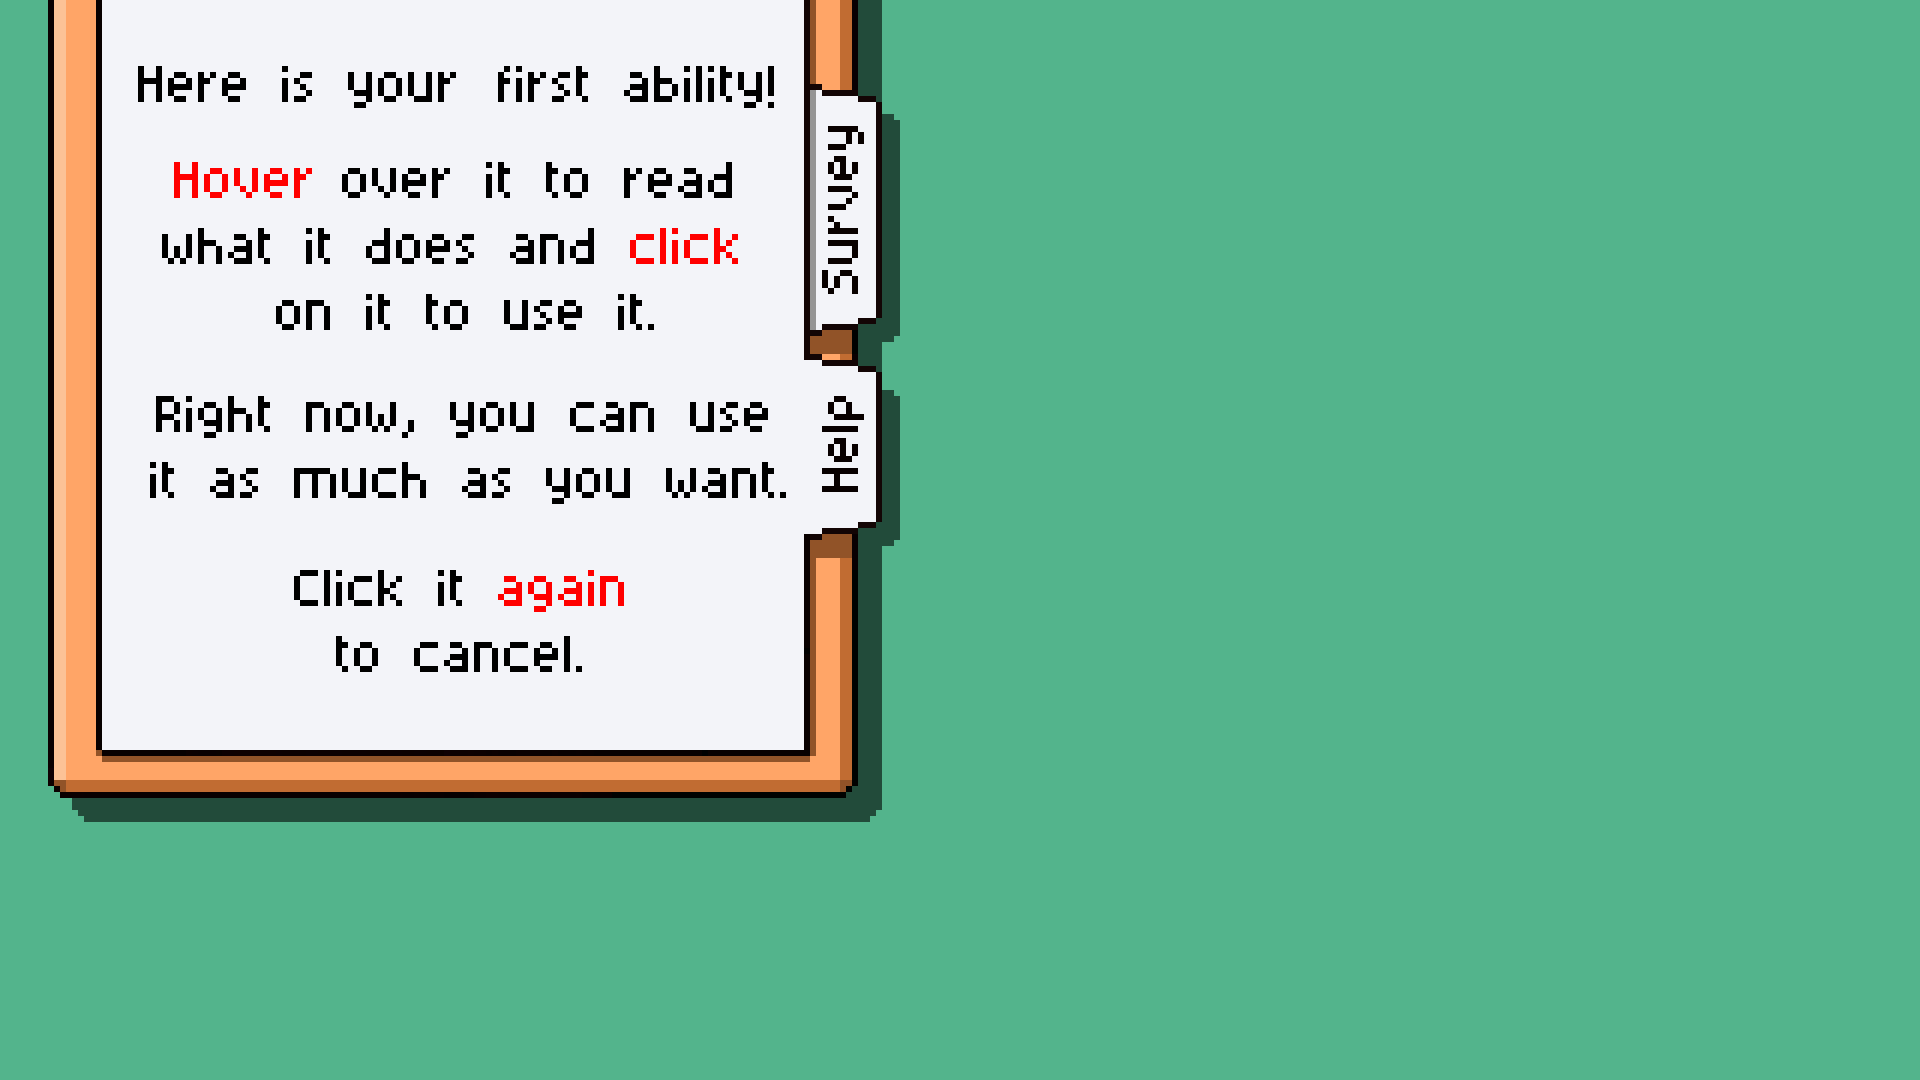 Here is your first ability!
Hover over it to read
what it does and click
on it to use it.
Right now, you can use
it as much as you want.
Click it again
to cancel.
Survey
Help